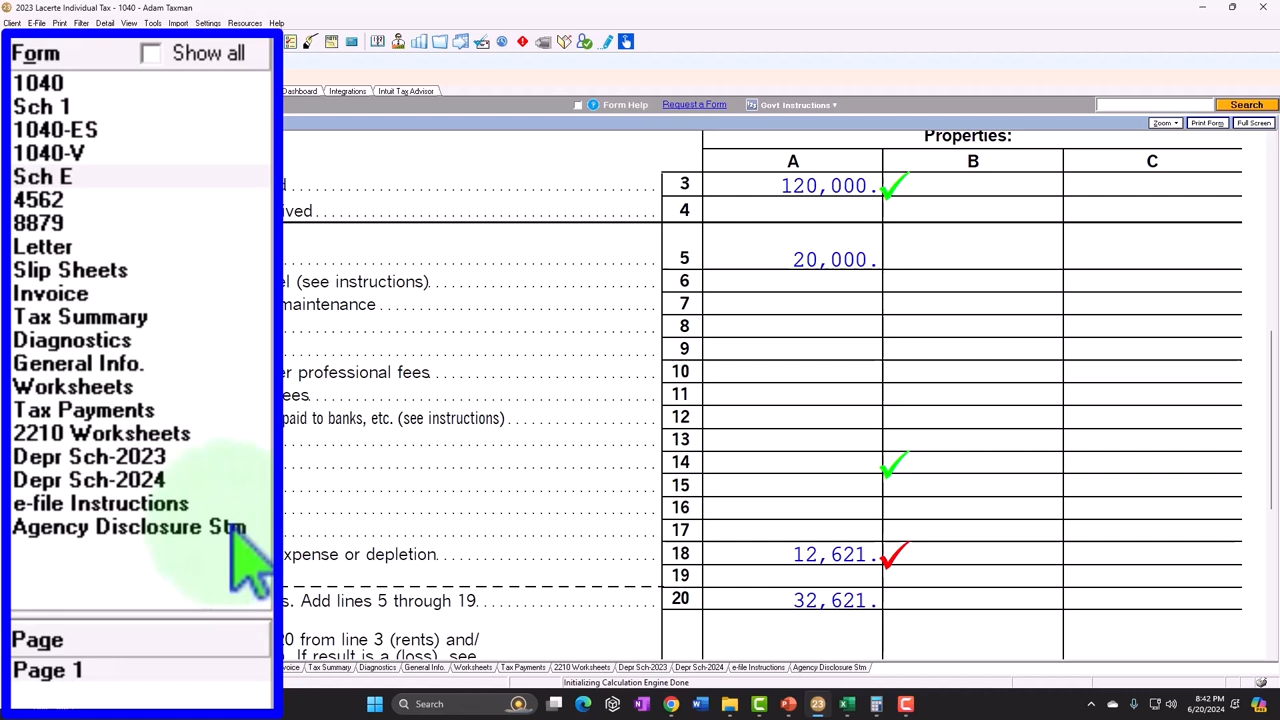 2023 Lacerte Individual Tax - 1040 - Adam Taxman
Client E-File Print Filter Detail View Tools Import Settings Resources Help
Dashboard Integrations Intuit Tax Advisor
Form Help Request a Form Govt Instructions Search
Zoom Print Form Full Screen
Form Show all
1040
Sch 1
1040-ES
1040-V
Sch E
4562
8879
Letter
Slip Sheets
Invoice
Tax Summary
Diagnostics
General Info.
Worksheets
Tax Payments
2210 Worksheets
Depr Sch-2023
Depr Sch-2024
e-file Instructions
Agency Disclosure Stm
Page
Page 1
Properties:
A B C
3 120,000.
ived 4
5 20,000.
el (see instructions) 6
maintenance 7
8
9
er professional fees 10
ees 11
paid to banks, etc. (see instructions) 12
13
14
15
16
17
xpense or depletion 18 12,621.
19
s. Add lines 5 through 19 20 32,621.
20 from line 3 (rents) and/
. If result is a (loss), see
voice Tax Summary Diagnostics General Info. Worksheets Tax Payments 2210 Worksheets Depr Sch-2023 Depr Sch-2024 e-file Instructions Agency Disclosure Stm
Initializing Calculation Engine Done
Search
23
8:42 PM
6/20/2024